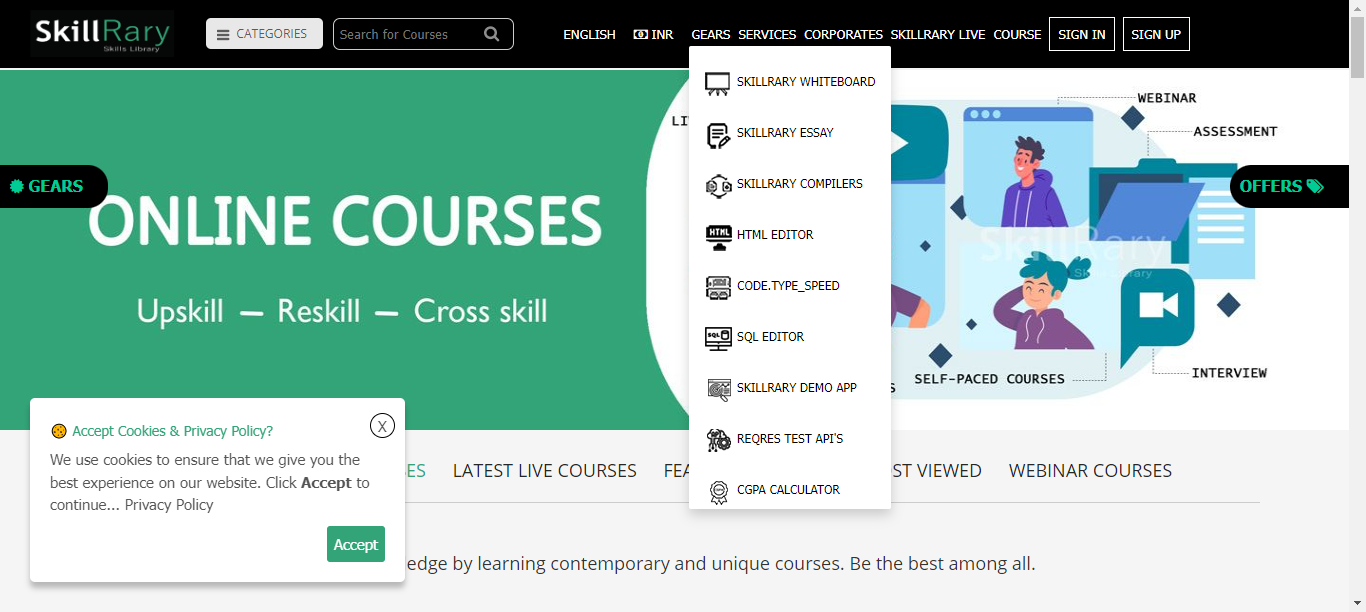 SkillRary
Skills Library
CATEGORIES
Search for Courses
ENGLISH
INR
GEARS
SERVICES
CORPORATES
SKILLRARY LIVE
COURSE
SIGN IN
SIGN UP
SKILLRARY WHITEBOARD
SKILLRARY ESSAY
SKILLRARY COMPILERS
HTML
HTML EDITOR
CODE.TYPE_SPEED
SQL
SQL EDITOR
SKILLRARY DEMO APP
REQRES TEST API'S
CGPA CALCULATOR
GEARS
ONLINE COURSES
Upskill — Reskill — Cross skill
LI
WEBINAR
ASSESSMENT
OFFERS
SkillRary
Skills Library
SELF-PACED COURSES
INTERVIEW
Accept Cookies & Privacy Policy?
X
We use cookies to ensure that we give you the
best experience on our website. Click Accept to
continue... Privacy Policy
Accept
ES
LATEST LIVE COURSES
FEA
ST VIEWED
WEBINAR COURSES
edge by learning contemporary and unique courses. Be the best among all.